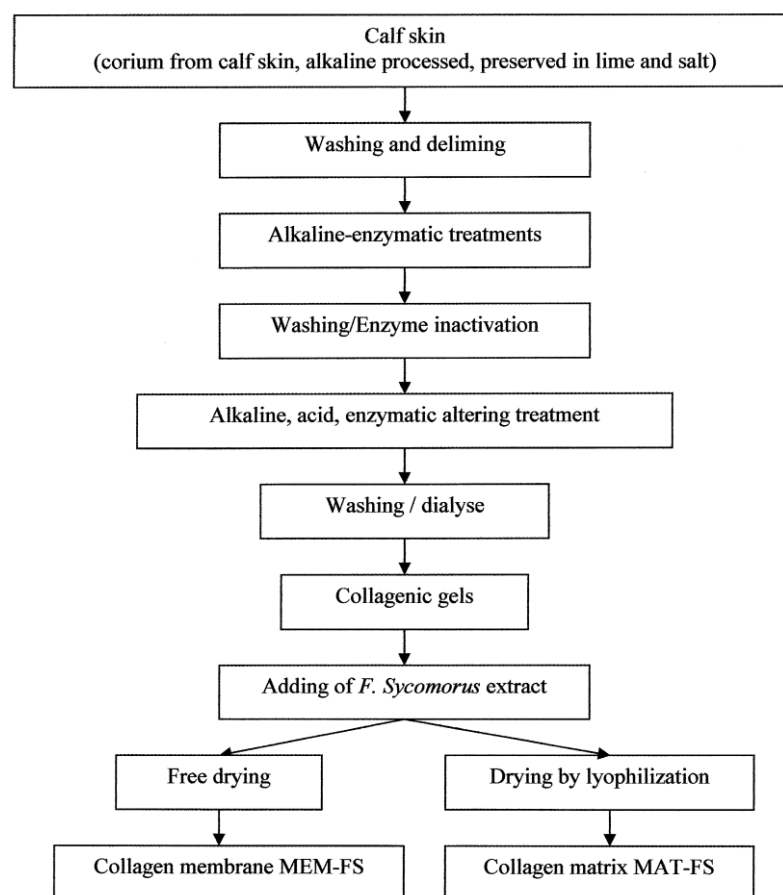 Calf skin
(corium from calf skin, alkaline processed, preserved in lime and salt)
Washing and deliming
Alkaline-enzymatic treatments
Washing/Enzyme inactivation
Alkaline, acid, enzymatic altering treatment
Washing / dialyse
Collagenic gels
Adding of F. Sycomorus extract
Free drying
Drying by lyophilization
Collagen membrane MEM-FS
Collagen matrix MAT-FS